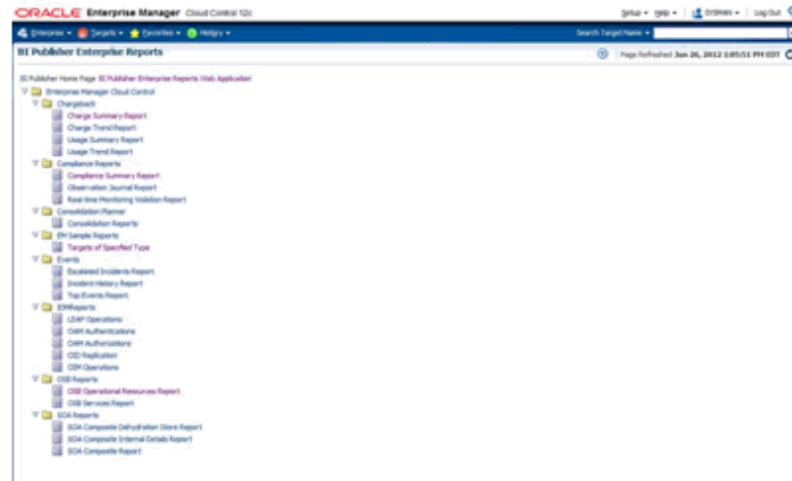 ORACLE Enterprise Manager Cloud Control 12c
Setup Help SYSMAN Log Out
Enterprise Targets Favorites History Search Target Name
BI Publisher Enterprise Reports
Page Refreshed Jun 26, 2012 3:05:51 PM EDT
BI Publisher Home Page BI Publisher Enterprise Reports Web Application
Enterprise Manager Cloud Control
Chargeback
Charge Summary Report
Charge Trend Report
Usage Summary Report
Usage Trend Report
Compliance Reports
Compliance Summary Report
Observation Journal Report
Real-time Monitoring Violation Report
Consolidation Planner
Consolidation Reports
EM Sample Reports
Targets of Specified Type
Events
Escalated Incidents Report
Incident History Report
Top Events Report
IDMReports
LDAP Operations
OAM Authentications
OAM Authorizations
OID Replication
OIM Operations
OSB Reports
OSB Operational Resources Report
OSB Services Report
SOA Reports
SOA Composite Dehydration Store Report
SOA Composite Internal Details Report
SOA Composite Report